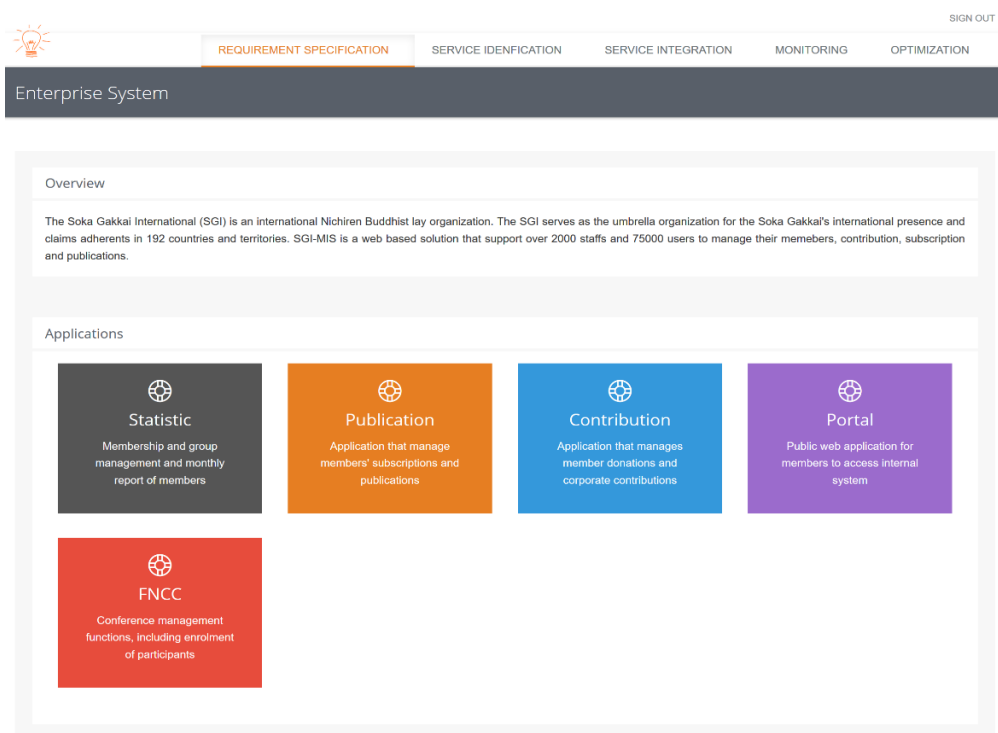 SIGN OUT
REQUIREMENT SPECIFICATION SERVICE IDENFICATION SERVICE INTEGRATION MONITORING OPTIMIZATION
Enterprise System
Overview
The Soka Gakkai International (SGI) is an international Nichiren Buddhist lay organization. The SGI serves as the umbrella organization for the Soka Gakkai's international presence and
claims adherents in 192 countries and territories. SGI-MIS is a web based solution that support over 2000 staffs and 75000 users to manage their memebers, contribution, subscription
and publications.
Applications
Statistic
Membership and group
management and monthly
report of members
Publication
Application that manage
members' subscriptions and
publications
Contribution
Application that manages
member donations and
corporate contributions
Portal
Public web application for
members to access internal
system
FNCC
Conference management
functions, including enrolment
of participants